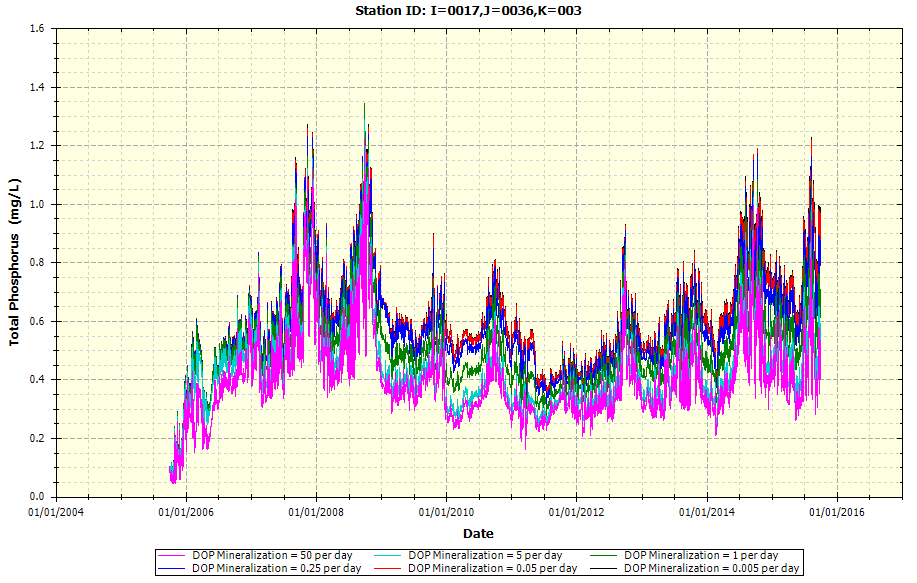 Station ID: I=0017,J=0036,K=003
Total Phosphorus (mg/L)
1.6
1.4
1.2
1.0
0.8
0.6
0.4
0.2
0.0
01/01/2004 01/01/2006 01/01/2008 01/01/2010 01/01/2012 01/01/2014 01/01/2016
Date
DOP Mineralization = 50 per day DOP Mineralization = 5 per day DOP Mineralization = 1 per day
DOP Mineralization = 0.25 per day DOP Mineralization = 0.05 per day DOP Mineralization = 0.005 per day